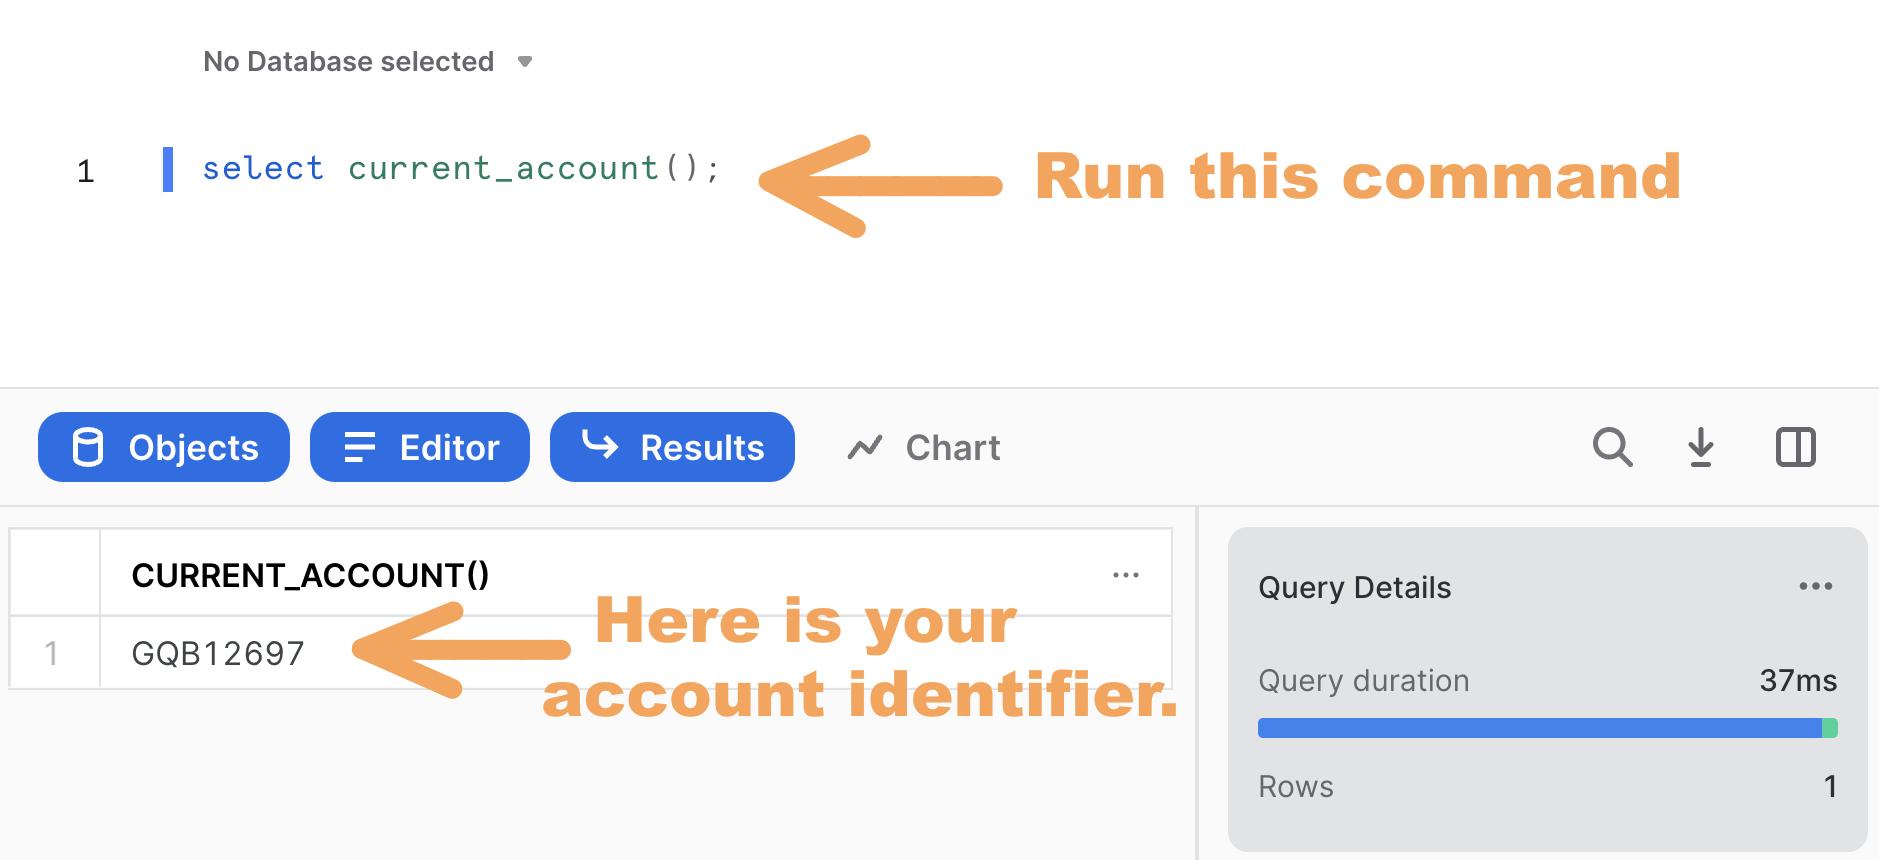 No Database selected
1 select current_account();
Run this command
Objects Editor Results Chart
CURRENT_ACCOUNT() ...
1 GQB12697
Here is your
account identifier.
Query Details ...
Query duration 37ms
Rows 1